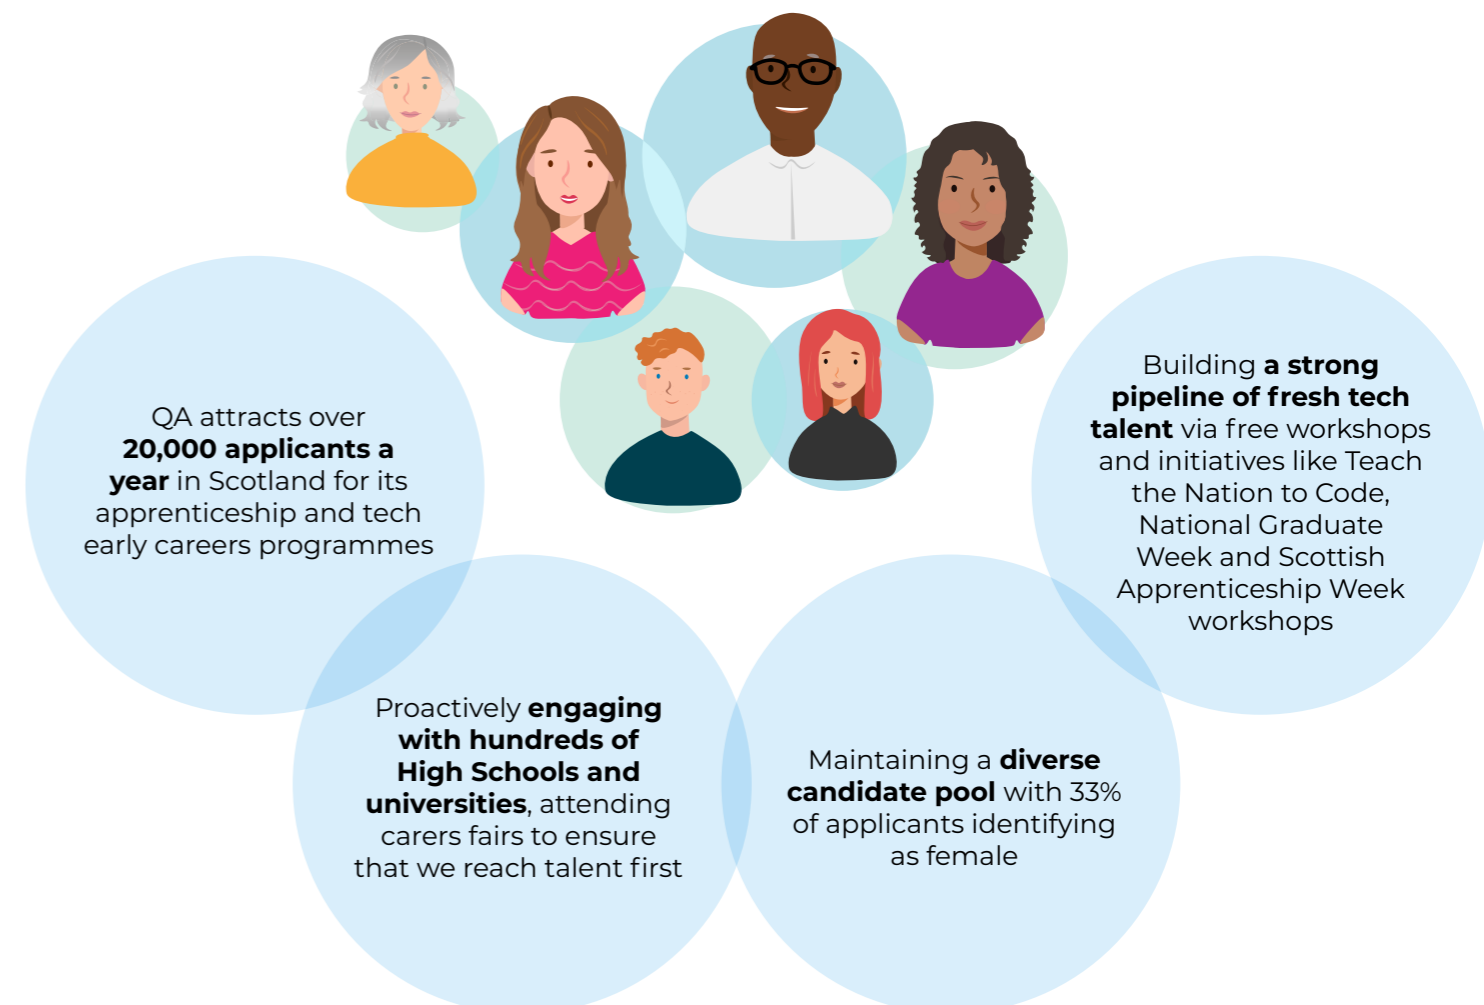 QA attracts over
20,000 applicants a
year in Scotland for its
apprenticeship and tech
early careers programmes
Proactively engaging
with hundreds of
High Schools and
universities, attending
carers fairs to ensure
that we reach talent first
Maintaining a diverse
candidate pool with 33%
of applicants identifying
as female
Building a strong
pipeline of fresh tech
talent via free workshops
and initiatives like Teach
the Nation to Code,
National Graduate
Week and Scottish
Apprenticeship Week
workshops